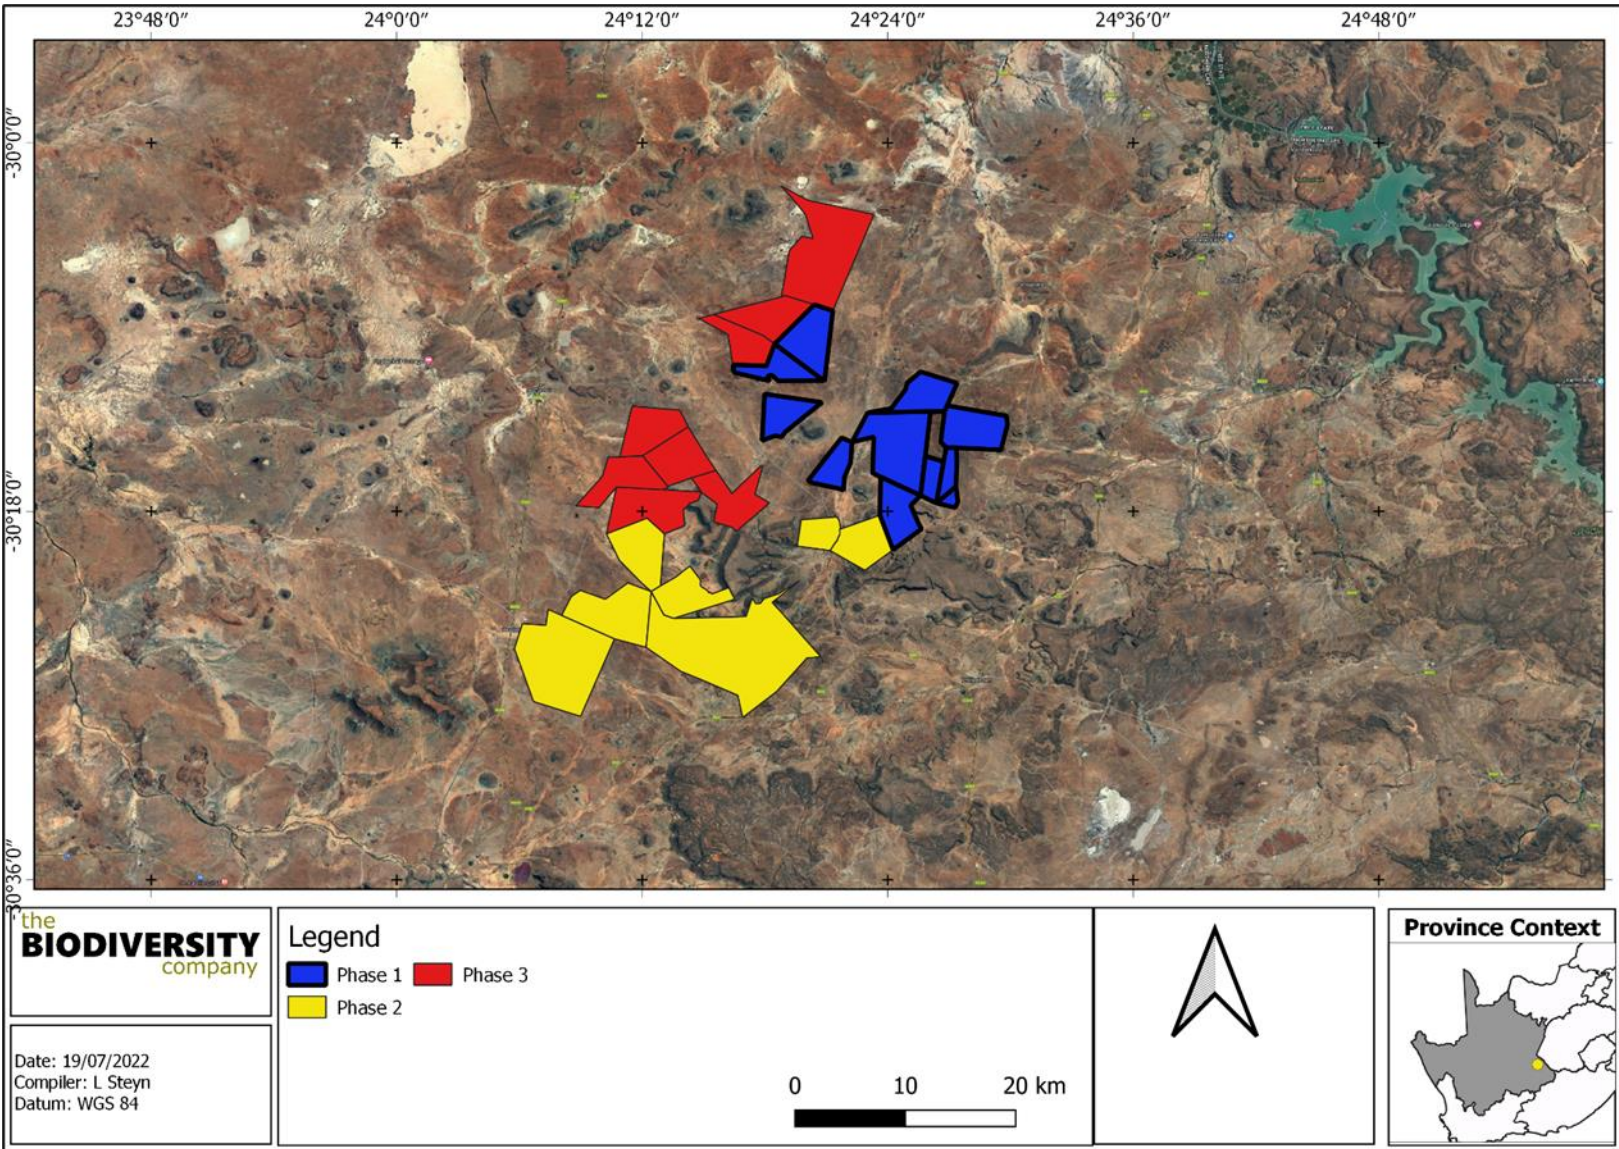 23°48′0″ 24°0′0″ 24°12′0″ 24°24′0″ 24°36′0″ 24°48′0″
-30°0′0″
-30°18′0″
-30°36′0″
the
BIODIVERSITY
company
Date: 19/07/2022
Compiler: L Steyn
Datum: WGS 84
Legend
Phase 1 Phase 3
Phase 2
0 10 20 km
Province Context